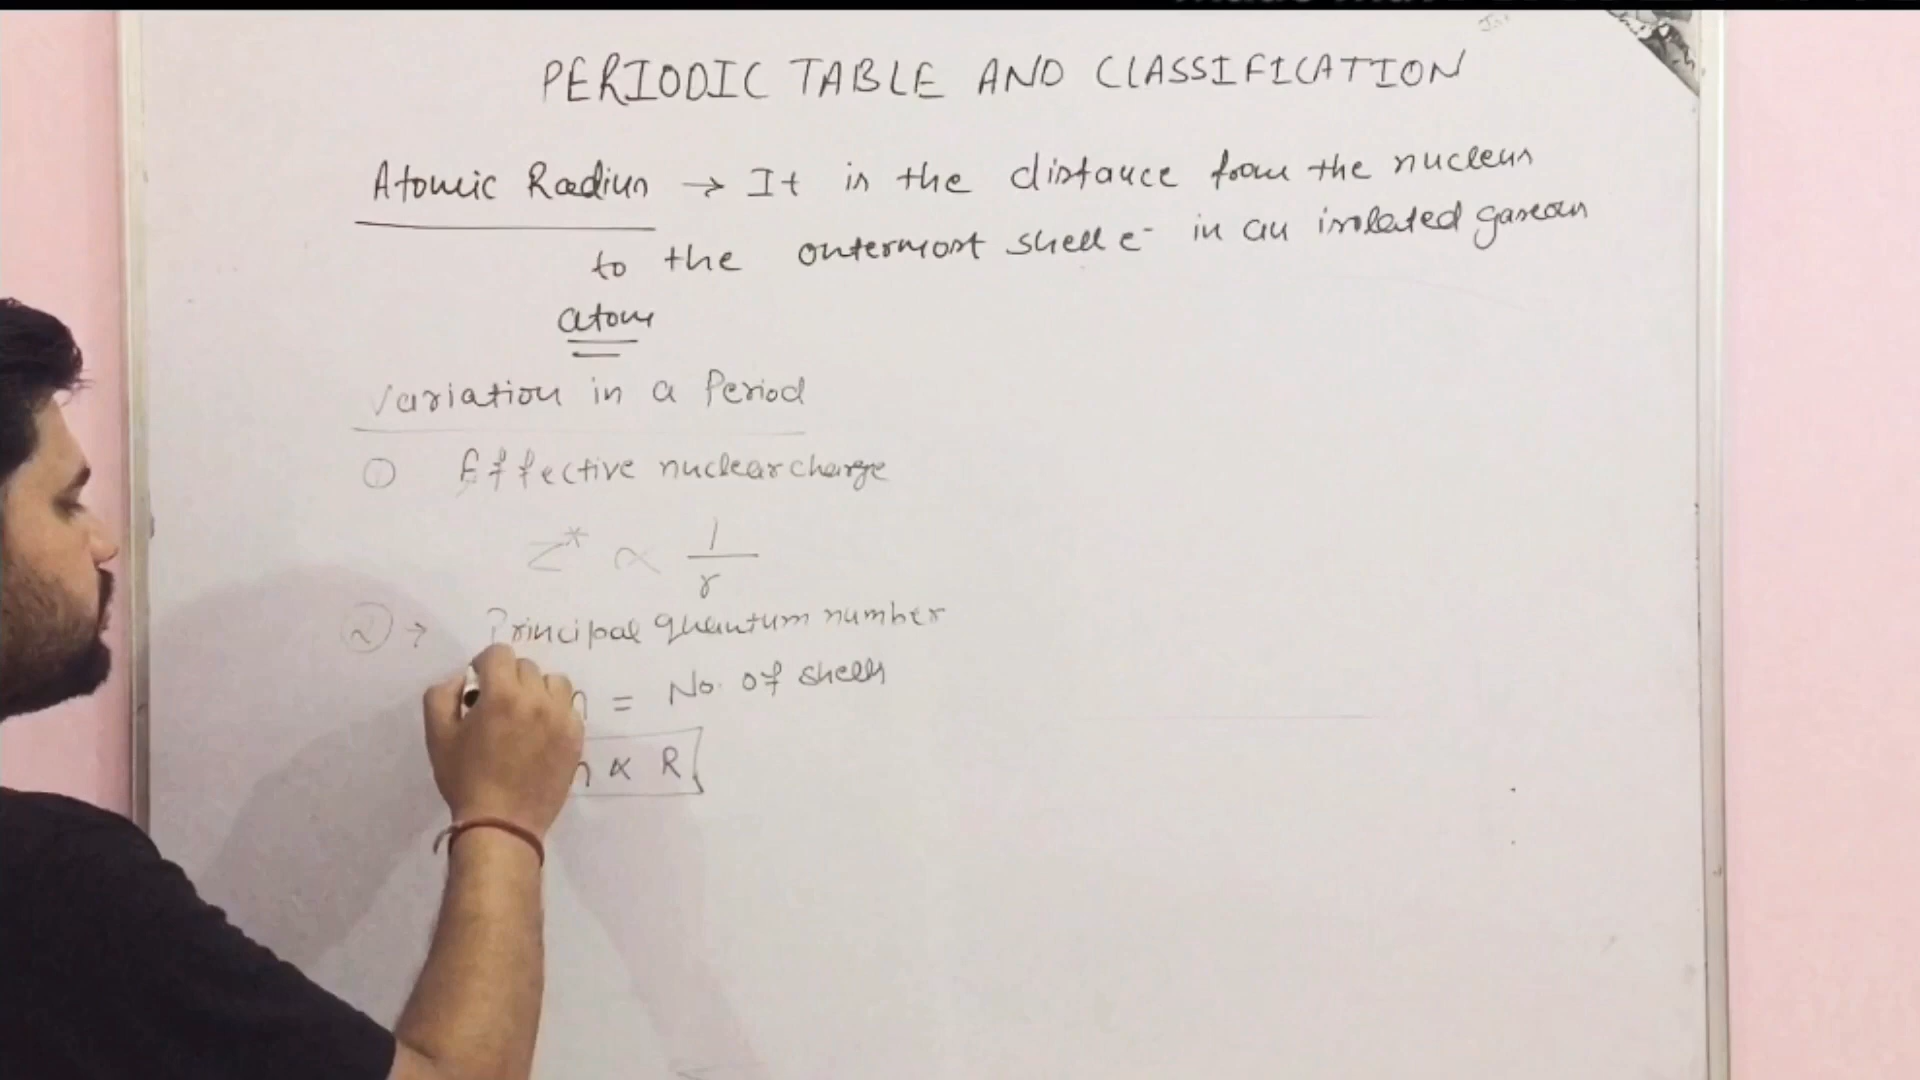 PERIODIC TABLE AND CLASSIFICATION
Atomic Radius → It is the distance from the nucleus
to the outermost shell e⁻ in an isolated gaseous
atom
Variation in a Period
① Effective nuclear charge
Z* ∝ 1/r
② → Principal quantum number
n = No. of shells
n ∝ R